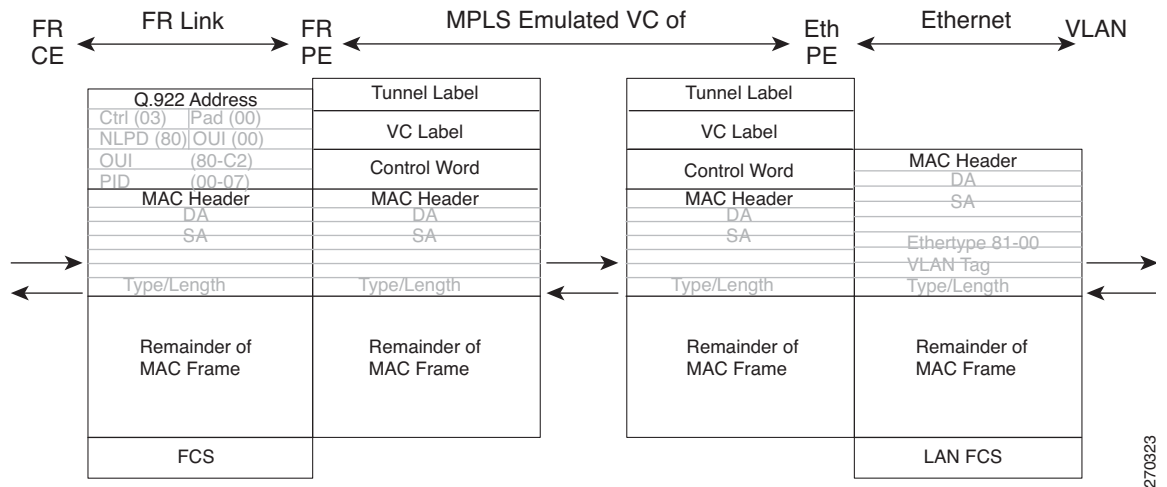 FR CE FR Link FR PE MPLS Emulated VC of Eth PE Ethernet VLAN
Q.922 Address
Ctrl (03) Pad (00)
NLPD (80) OUI (00)
OUI (80-C2)
PID (00-07)
MAC Header
DA
SA
Type/Length
Remainder of
MAC Frame
FCS
Tunnel Label
VC Label
Control Word
MAC Header
DA
SA
Type/Length
Remainder of
MAC Frame
Tunnel Label
VC Label
Control Word
MAC Header
DA
SA
Type/Length
Remainder of
MAC Frame
MAC Header
DA
SA
Ethertype 81-00
VLAN Tag
Type/Length
Remainder of
MAC Frame
LAN FCS
270323